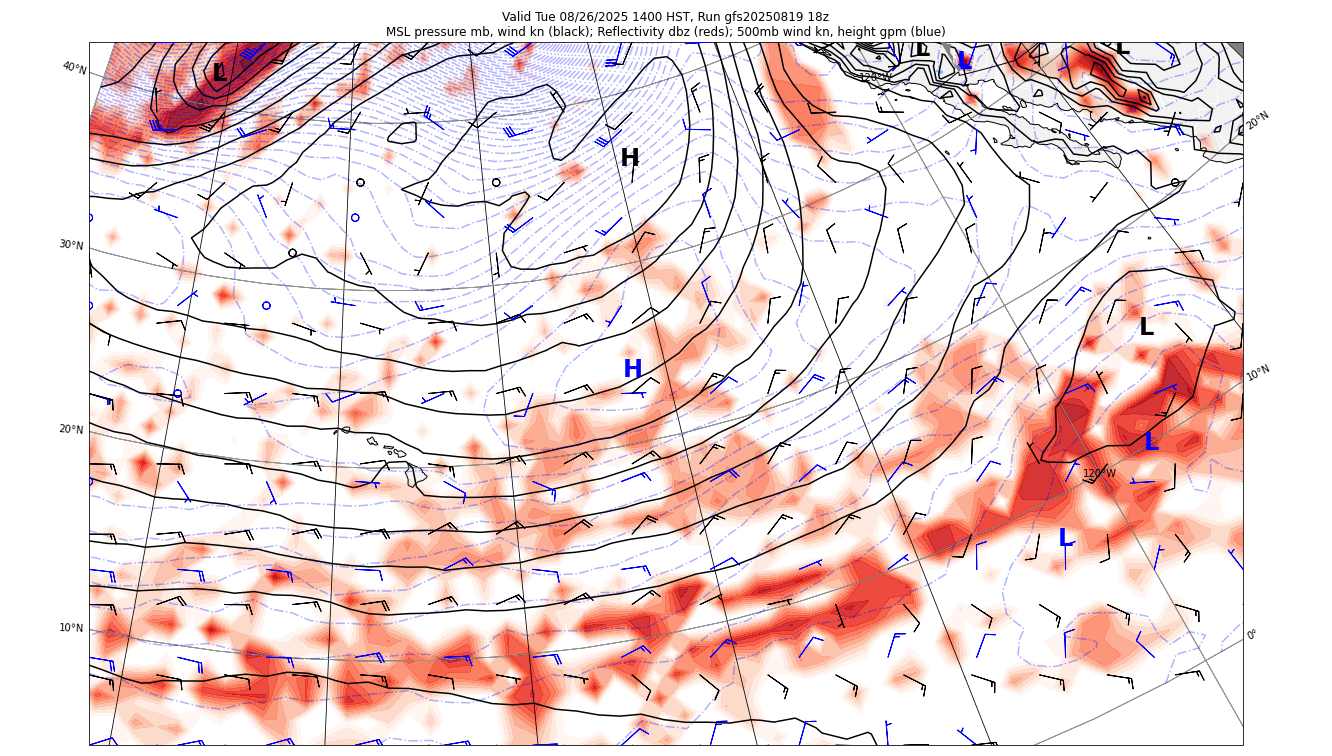 Valid Tue 08/26/2025 1400 HST, Run gfs20250819 18z
MSL pressure mb, wind kn (black); Reflectivity dbz (reds); 500mb wind kn, height gpm (blue)
L
L
L
L
40°N
120°W
20°N
H
30°N
L
H
10°N
20°N
L
120°W
L
10°N
0°